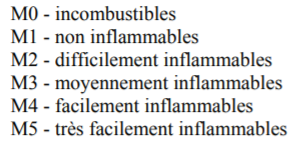 M0 - incombustibles
M1 - non inflammables
M2 - difficilement inflammables
M3 - moyennement inflammables
M4 - facilement inflammables
M5 - très facilement inflammables